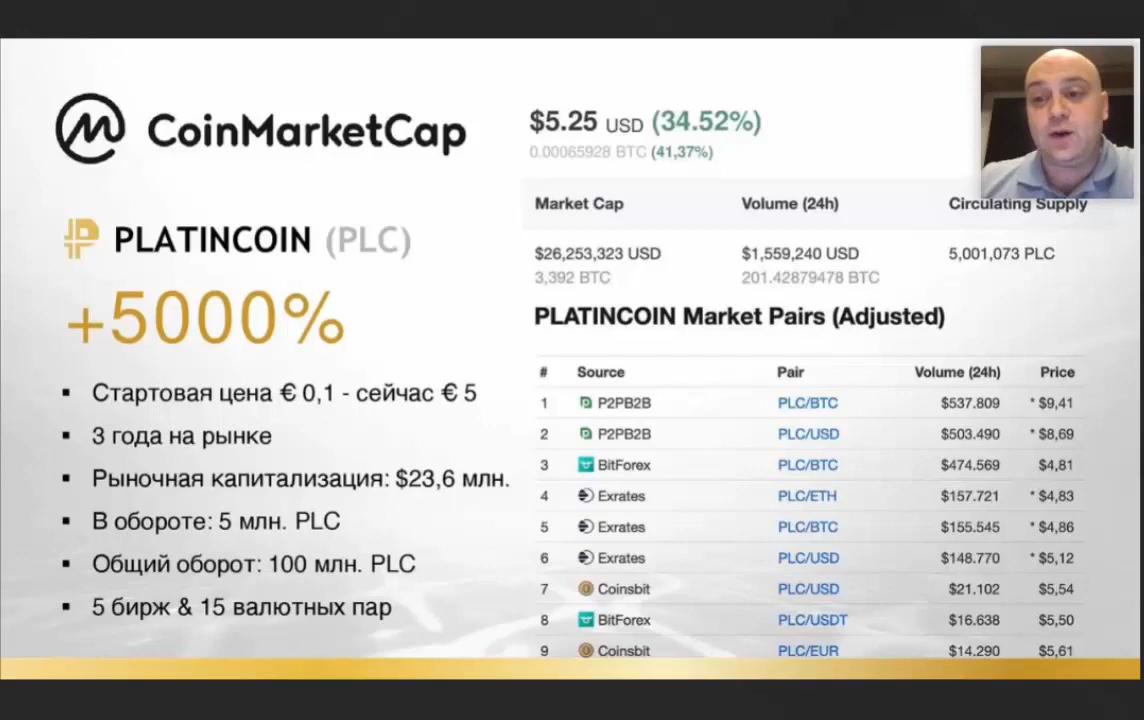 CoinMarketCap
PLATINCOIN (PLC)
+5000%
▪ Стартовая цена € 0,1 - сейчас € 5
▪ 3 года на рынке
▪ Рыночная капитализация: $23,6 млн.
▪ В обороте: 5 млн. PLC
▪ Общий оборот: 100 млн. PLC
▪ 5 бирж & 15 валютных пар
$5.25 USD (34.52%)
0.00065928 BTC (41,37%)
Market Cap Volume (24h) Circulating Supply
$26,253,323 USD $1,559,240 USD 5,001,073 PLC
3,392 BTC 201.42879478 BTC
PLATINCOIN Market Pairs (Adjusted)
# Source Pair Volume (24h) Price
1 P2PB2B PLC/BTC $537.809 * $9,41
2 P2PB2B PLC/USD $503.490 * $8,69
3 BitForex PLC/BTC $474.569 $4,81
4 Exrates PLC/ETH $157.721 * $4,83
5 Exrates PLC/BTC $155.545 * $4,86
6 Exrates PLC/USD $148.770 * $5,12
7 Coinsbit PLC/USD $21.102 $5,54
8 BitForex PLC/USDT $16.638 $5,50
9 Coinsbit PLC/EUR $14.290 $5,61